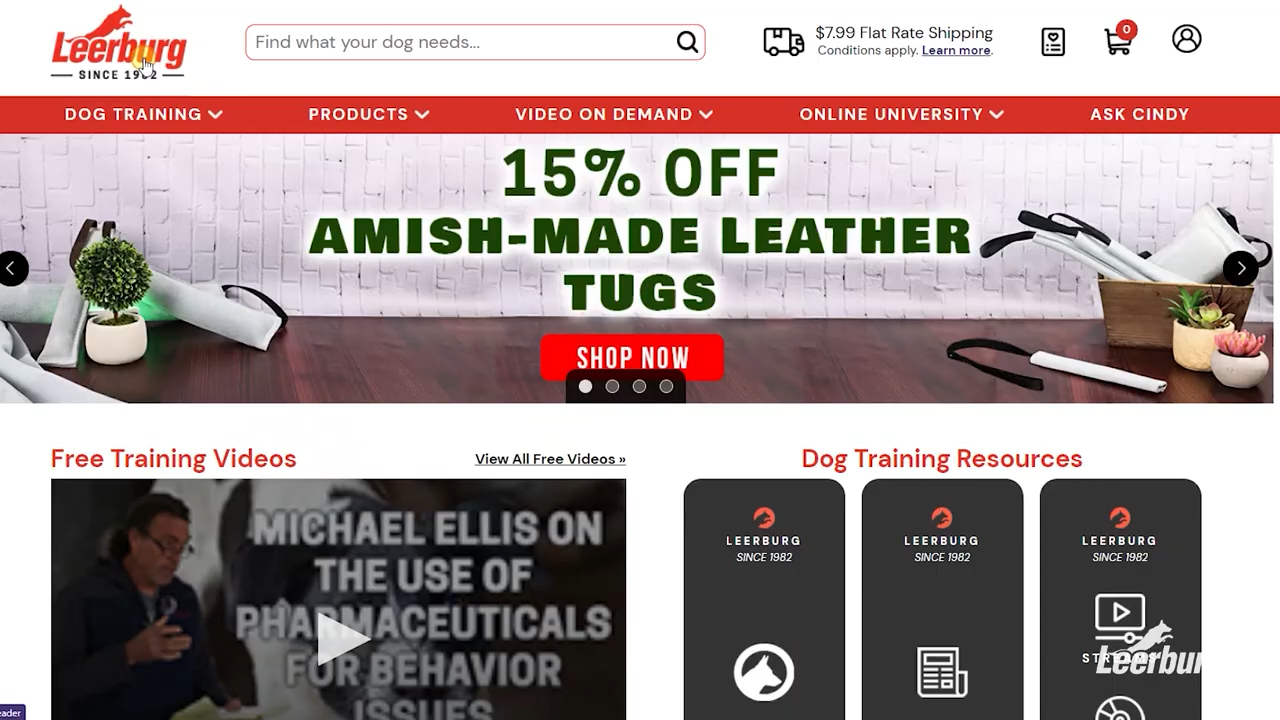 Leerburg
SINCE 1982
Find what your dog needs...
$7.99 Flat Rate Shipping
Conditions apply. Learn more.
0
DOG TRAINING
PRODUCTS
VIDEO ON DEMAND
ONLINE UNIVERSITY
ASK CINDY
15% OFF
AMISH-MADE LEATHER
TUGS
SHOP NOW
Free Training Videos
View All Free Videos »
Dog Training Resources
MICHAEL ELLIS ON
THE USE OF
PHARMACEUTICALS
FOR BEHAVIOR
ISSUES
LEERBURG
SINCE 1982
LEERBURG
SINCE 1982
LEERBURG
SINCE 1982